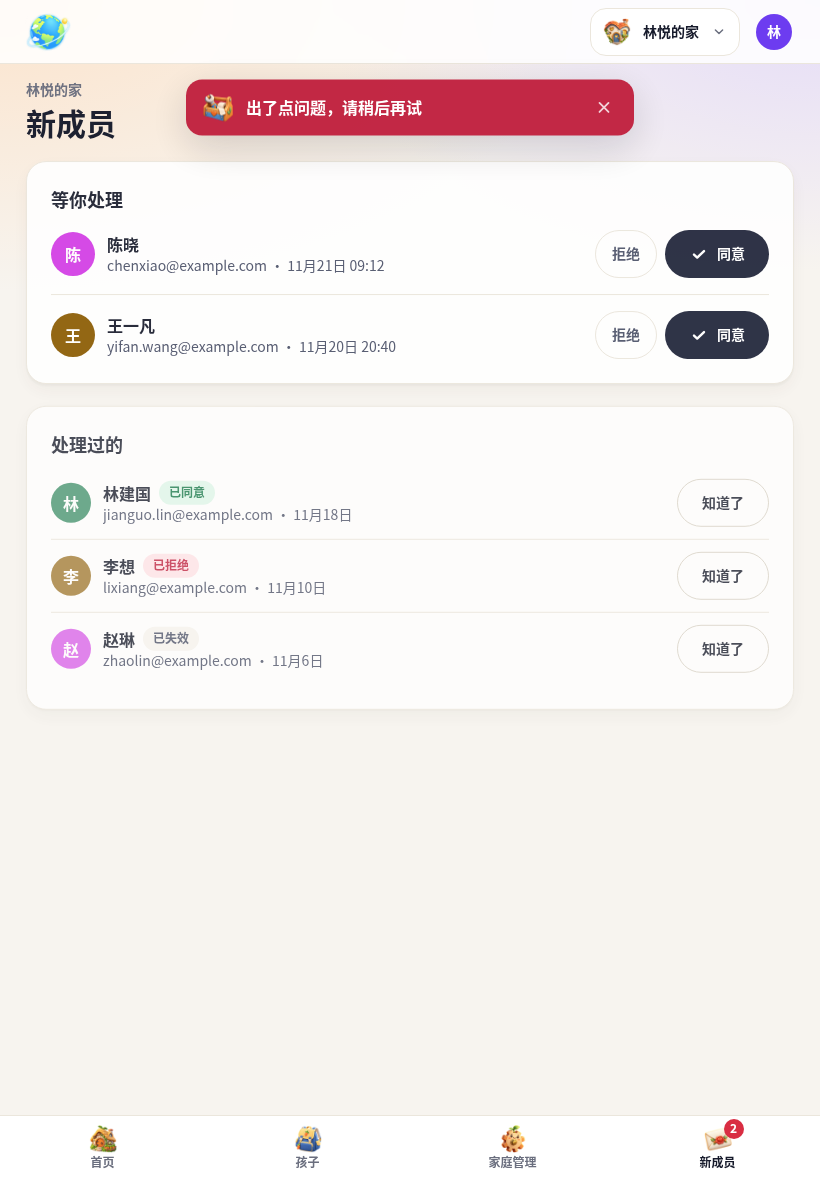 林悦的家
林
林悦的家
新成员
出了点问题，请稍后再试
等你处理
陈
陈晓
chenxiao@example.com · 11月21日 09:12
拒绝
同意
王
王一凡
yifan.wang@example.com · 11月20日 20:40
拒绝
同意
处理过的
林
林建国 已同意
jianguo.lin@example.com · 11月18日
知道了
李
李想 已拒绝
lixiang@example.com · 11月10日
知道了
赵
赵琳 已失效
zhaolin@example.com · 11月6日
知道了
首页
孩子
家庭管理
2
新成员